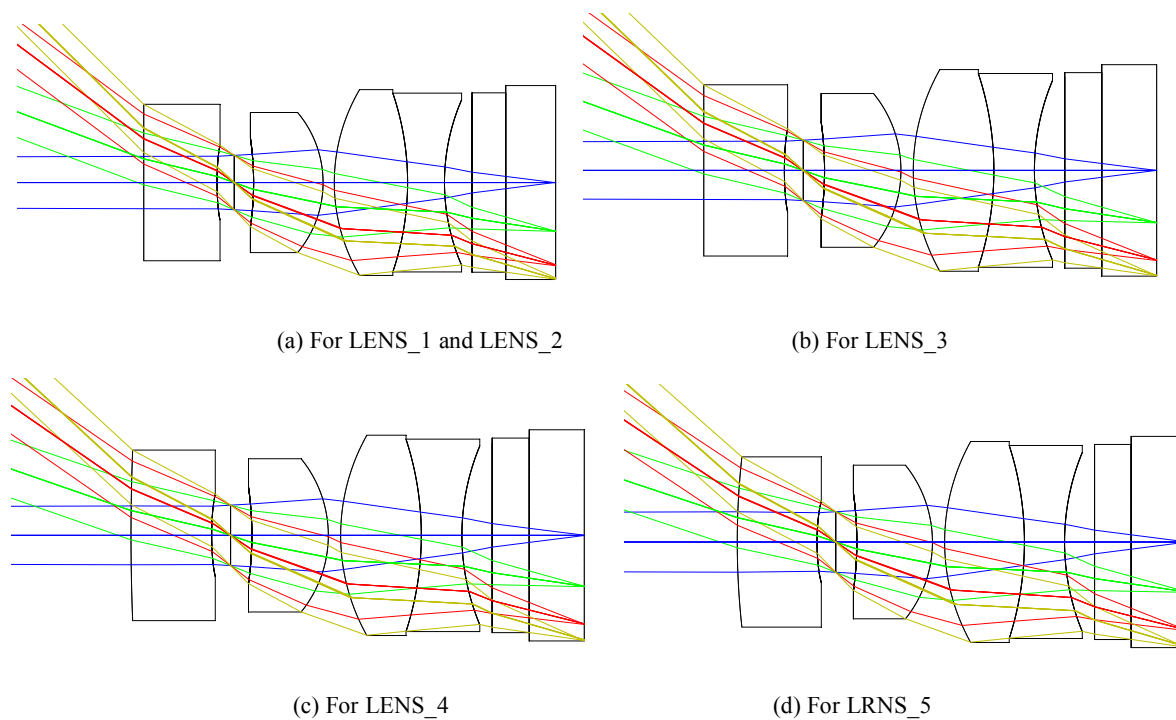 (a) For LENS_1 and LENS_2
(b) For LENS_3
(c) For LENS_4
(d) For LRNS_5